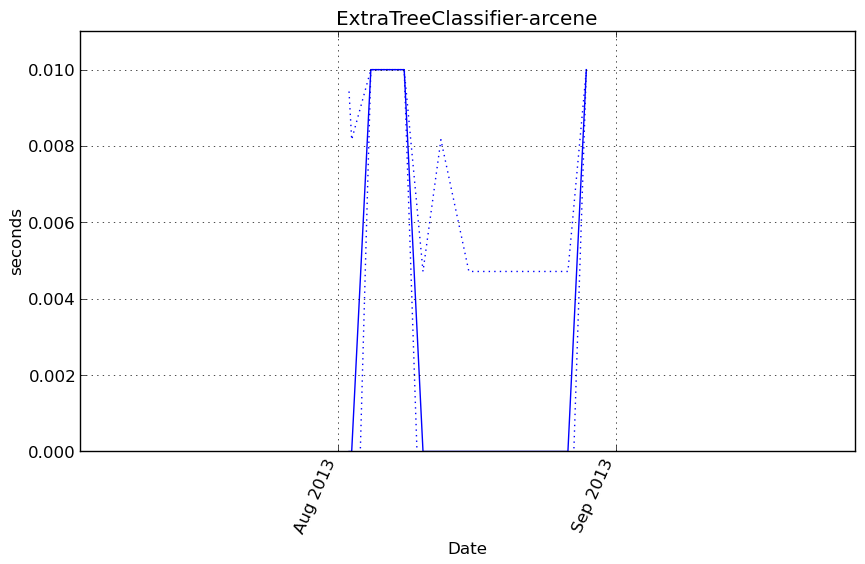 ExtraTreeClassifier-arcene
0.010
0.008
0.006
0.004
0.002
0.000
seconds
Aug 2013
Sep 2013
Date